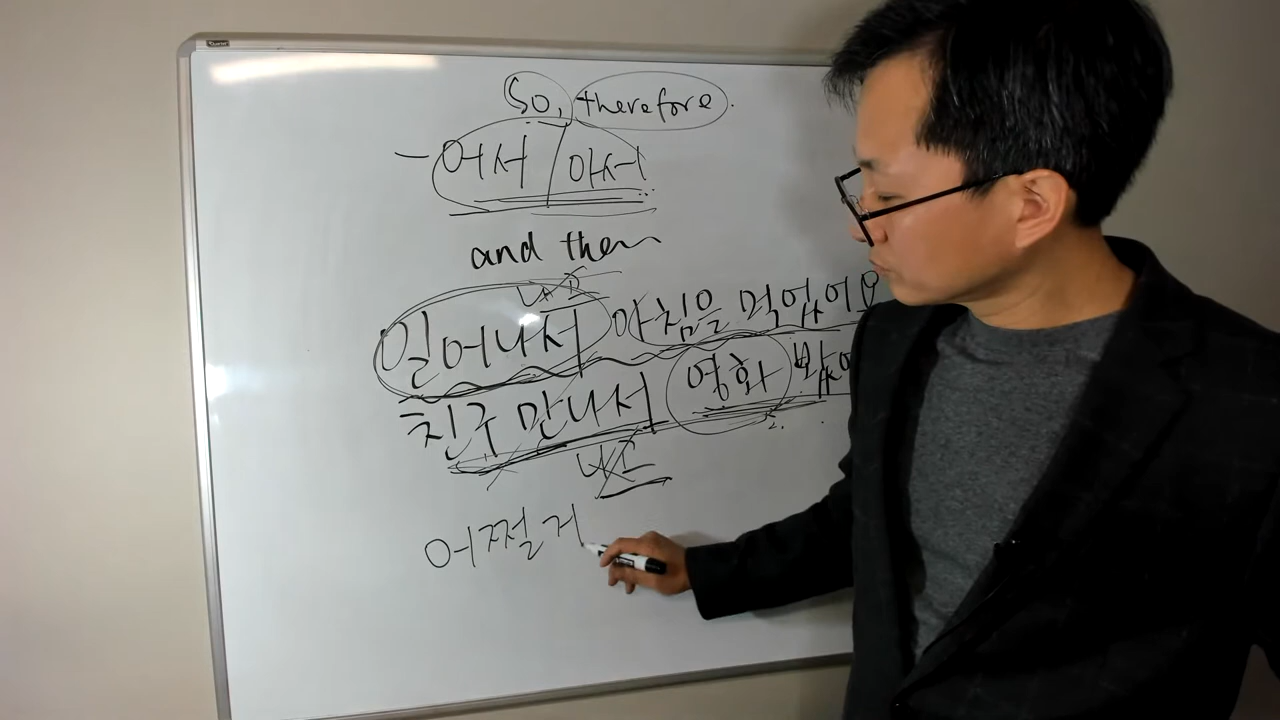 So, therefore.
-어서/아서
and then
일어나서 아침을 먹었어요
친구 만나서 영화 봤어
어쩔거